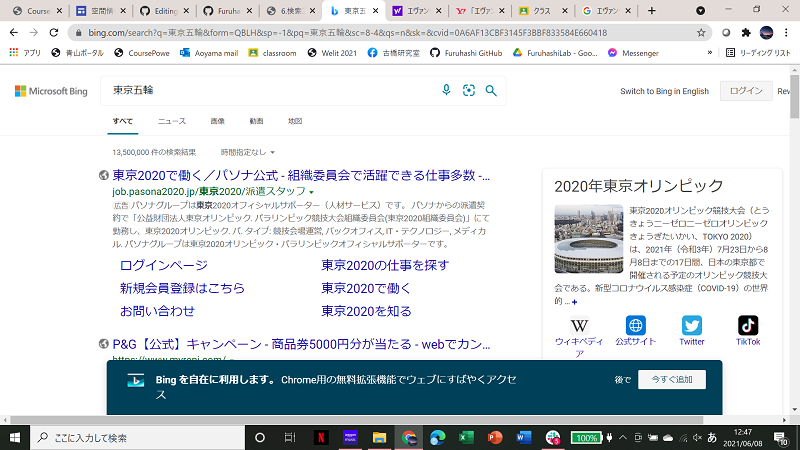 Course
空間情
Editing
Furuha
6.検索エ
東京五
エヴァン
「エヴァン
クラス
エヴァン
bing.com/search?q=東京五輪&form=QBLH&sp=-1&pq=東京五輪&sc=8-4&qs=n&sk=&cvid=0A6AF13CBF3145F3BBF833584E660418
アプリ
青山ポータル
CoursePowe
Aoyama mail
classroom
Welit 2021
古橋研究室
Furuhashi GitHub
FuruhashiLab - Goo...
Messenger
»
リーディング リスト
Microsoft Bing
東京五輪
Switch to Bing in English
ログイン
Rew
すべて
ニュース
画像
動画
地図
13,500,000 件の検索結果
時間指定なし
東京2020で働く／パソナ公式 - 組織委員会で活躍できる仕事多数 -...
job.pasona2020.jp/東京2020/派遣スタッフ
広告 パソナグループは東京2020オフィシャルサポーター（人材サービス）です。 パソナからの派遣契
約で「公益財団法人東京オリンピック. パラリンピック競技大会組織委員会(東京2020組織委員会)」にて
勤務し、東京2020オリンピック. パ. タイプ: 競技会場運営, バックオフィス, IT・テクノロジー, メディカ
ル. パソナグループは東京2020オリンピック・パラリンピックオフィシャルサポーターです。
ログインページ
東京2020の仕事を探す
新規会員登録はこちら
東京2020で働く
お問い合わせ
東京2020を知る
P&G【公式】キャンペーン - 商品券5000円分が当たる - webでカン...
https://www.myrepi.com/
2020年東京オリンピック
東京2020オリンピック競技大会（とう
きょうニーゼロニーゼロオリンピック
きょうぎたいかい、TOKYO 2020）
は、2021年（令和3年）7月23日から
8月8日までの17日間、日本の東京都で
開催される予定のオリンピック競技大
会である。新型コロナウイルス感染症（COVID-19）の世界
的 ... +
ウィキペディ
ア
公式サイト
Twitter
TikTok
Bing を自在に利用します。 Chrome用の無料拡張機能でウェブにすばやくアクセ
ス
後で
今すぐ追加
ここに入力して検索
100%
あ
12:47
2021/06/08
10